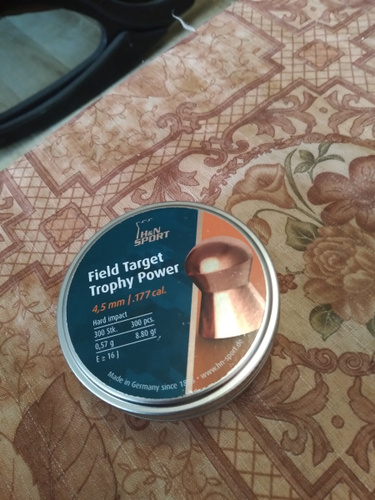 H&N
SPORT
Field Target
Trophy Power
4,5 mm / .177 cal.
Hard impact
300 Stk. 300 pcs.
0,57 g 8.80 gr
E ≥ 16 J
Made in Germany since • www.hn-sport.de